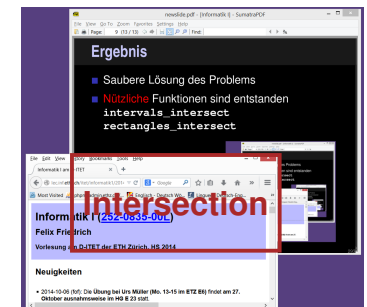 newslide.pdf - [Informatik I] - SumatraPDF
File View Go To Zoom Favorites Settings Help
Page: 9 (13 / 13) Find:
Ergebnis
Saubere Lösung des Problems
Nützliche Funktionen sind entstanden
intervals_intersect
rectangles_intersect
File Edit View History Bookmarks Tools Help
Informatik I am D-ITET
Google
Most Visited
Intersection
Informatik I (252-0835-00L)
Felix Friedrich
Vorlesung am D-ITET der ETH Zürich, HS 2014
Neuigkeiten
2014-10-06 (fof): Die Übung bei Urs Müller (Mo. 13-15 im ETZ E6) findet am 27.
Oktober ausnahmsweise im HG E 23 statt.